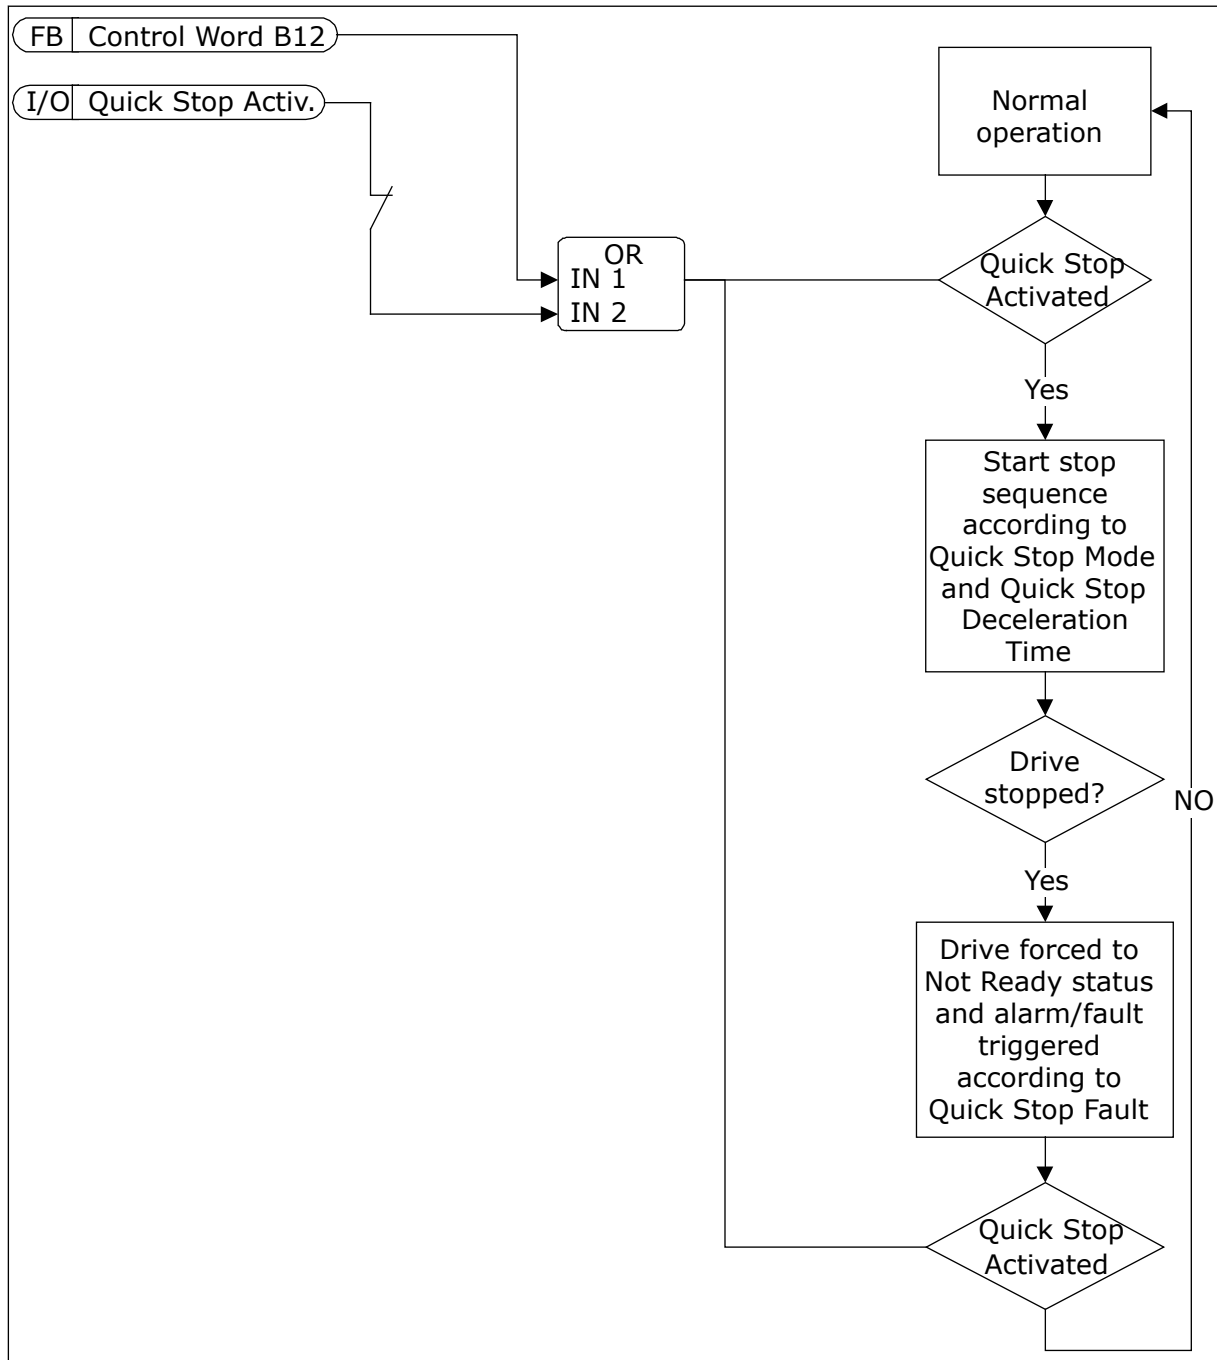 FB Control Word B12
I/O Quick Stop Activ.
OR
IN 1
IN 2
Normal
operation
Quick Stop
Activated
Yes
Start stop
sequence
according to
Quick Stop Mode
and Quick Stop
Deceleration
Time
Drive
stopped?
NO
Yes
Drive forced to
Not Ready status
and alarm/fault
triggered
according to
Quick Stop Fault
Quick Stop
Activated